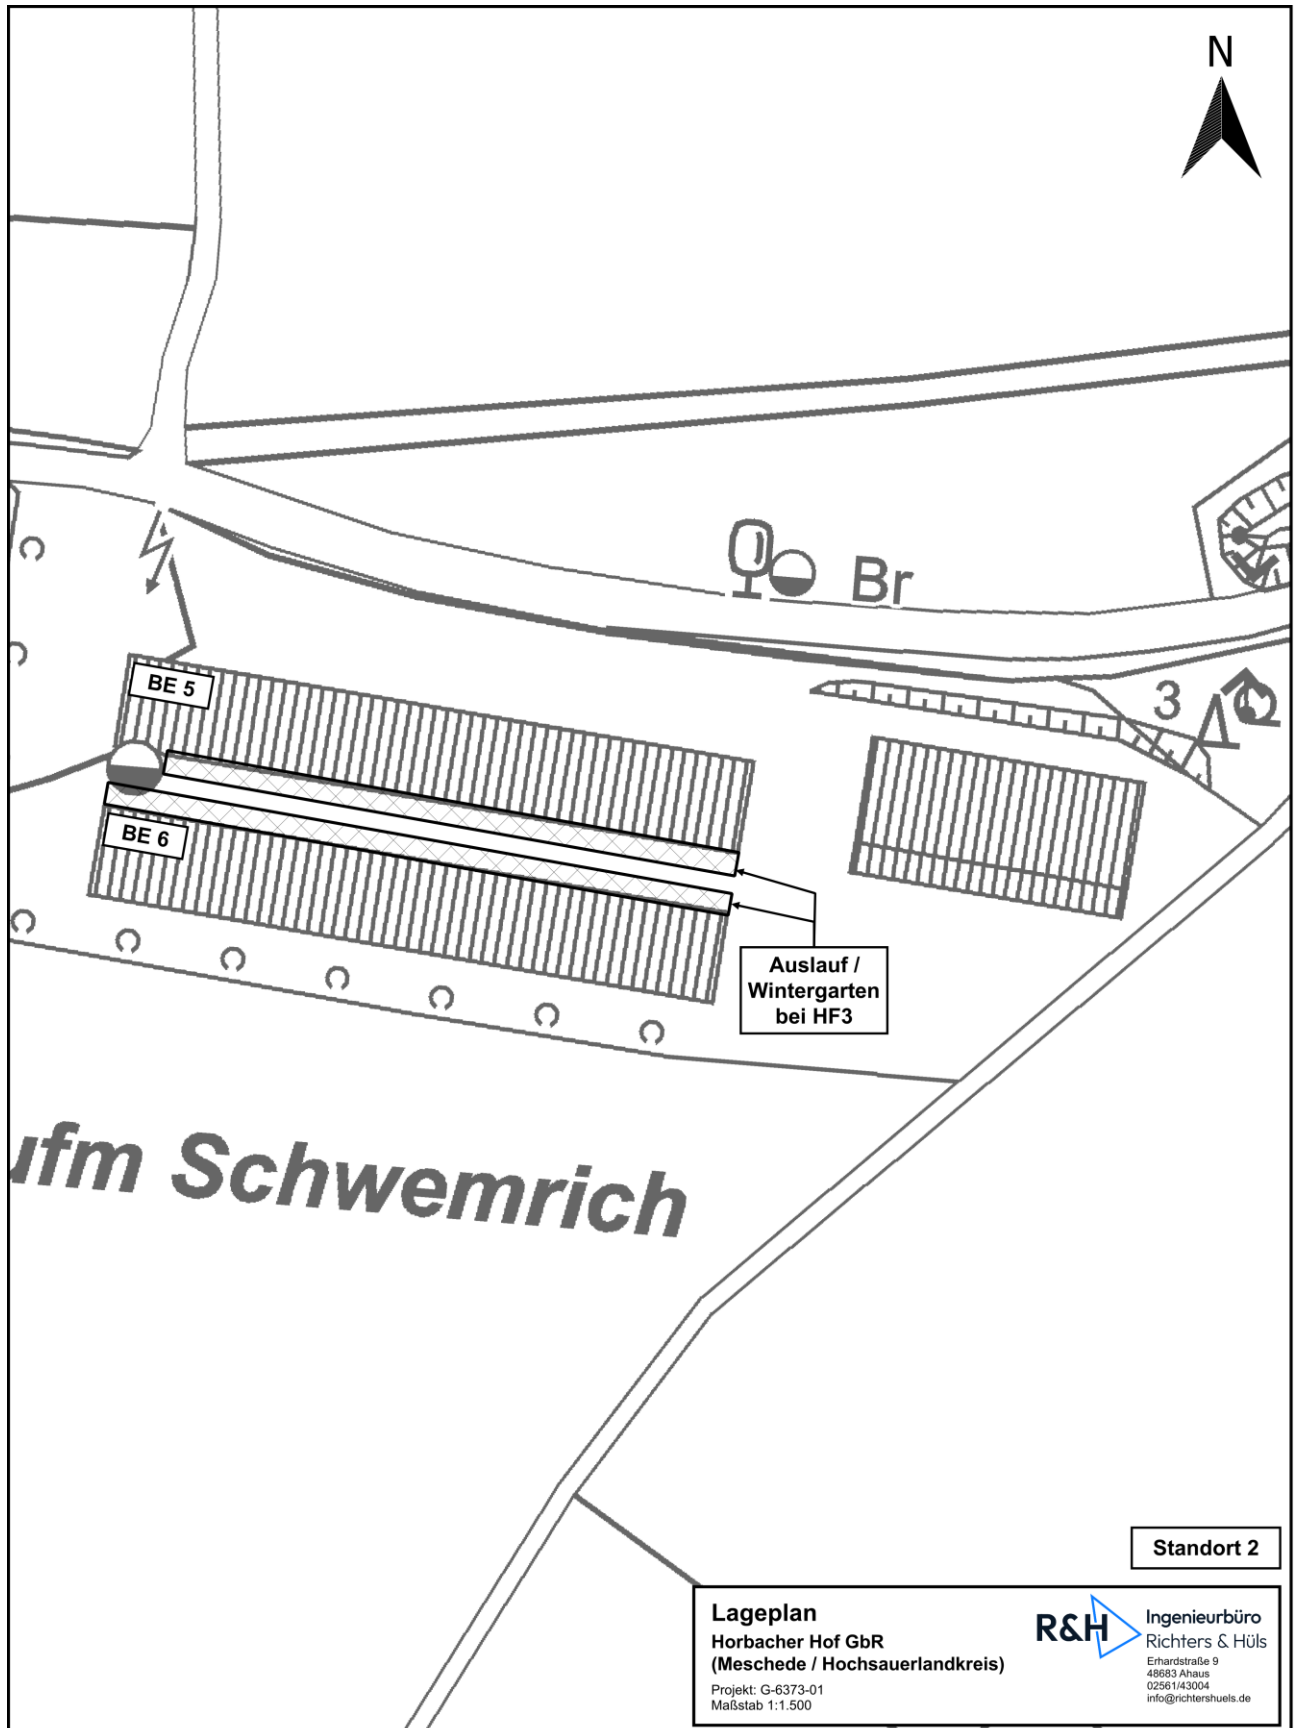 N
Br
BE 5
3
BE 6
Auslauf /
Wintergarten
bei HF3
ufm Schwemrich
Standort 2
Lageplan
Horbacher Hof GbR
(Meschede / Hochsauerlandkreis)
Projekt: G-6373-01
Maßstab 1:1.500
R&H
Ingenieurbüro
Richters & Hüls
Erhardstraße 9
48683 Ahaus
02561/43004
info@richtershuels.de